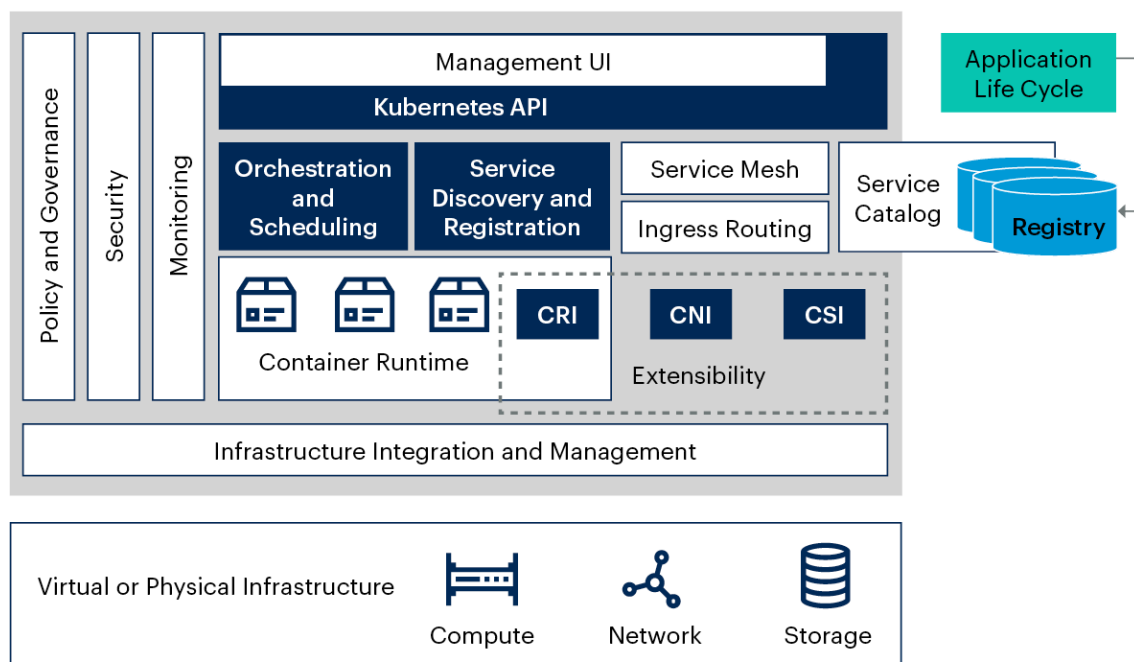 Policy and Governance
Security
Monitoring
Management UI
Kubernetes API
Application
Life Cycle
Orchestration
and
Scheduling
Service
Discovery and
Registration
Service Mesh
Ingress Routing
Service
Catalog
Registry
CRI
CNI
CSI
Container Runtime
Extensibility
Infrastructure Integration and Management
Virtual or Physical Infrastructure
Compute
Network
Storage